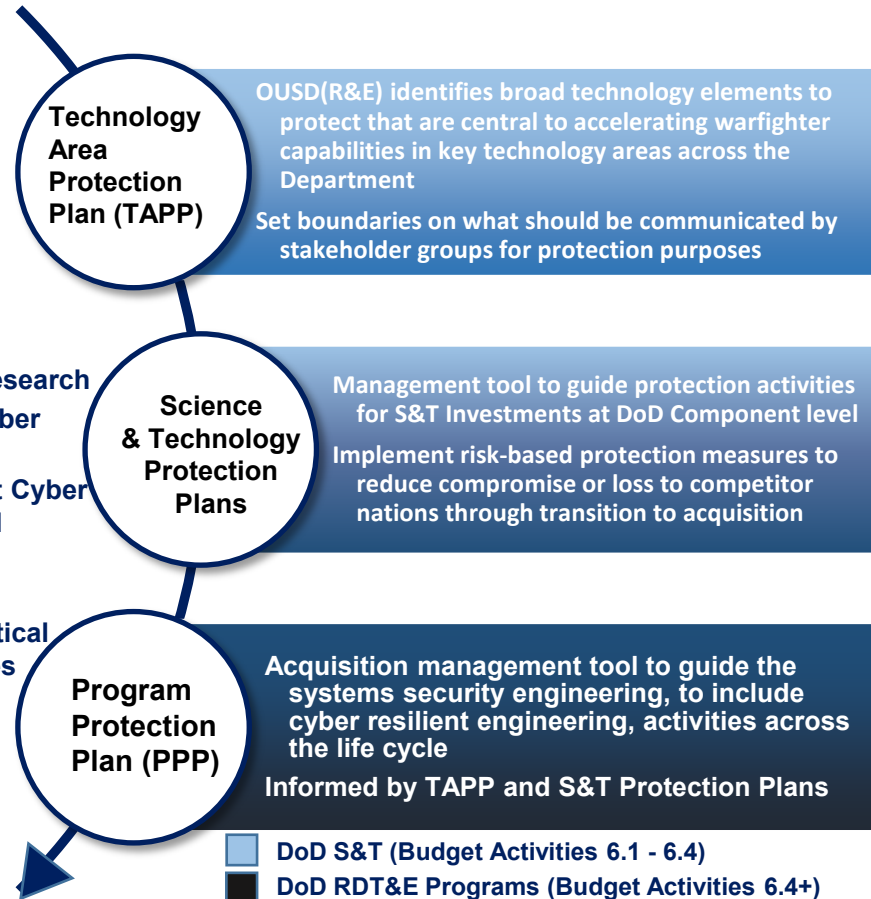 Technology
Area
Protection
Plan (TAPP)
OUSD(R&E) identifies broad technology elements to
protect that are central to accelerating warfighter
capabilities in key technology areas across the
Department
Set boundaries on what should be communicated by
stakeholder groups for protection purposes
Science
& Technology
Protection
Plans
Management tool to guide protection activities
for S&T Investments at DoD Component level
Implement risk-based protection measures to
reduce compromise or loss to competitor
nations through transition to acquisition
Cyber
Program
Protection
Plan (PPP)
Acquisition management tool to guide the
systems security engineering, to include
cyber resilient engineering, activities across
the life cycle
Informed by TAPP and S&T Protection Plans
DoD S&T (Budget Activities 6.1 - 6.4)
DoD RDT&E Programs (Budget Activities 6.4+)